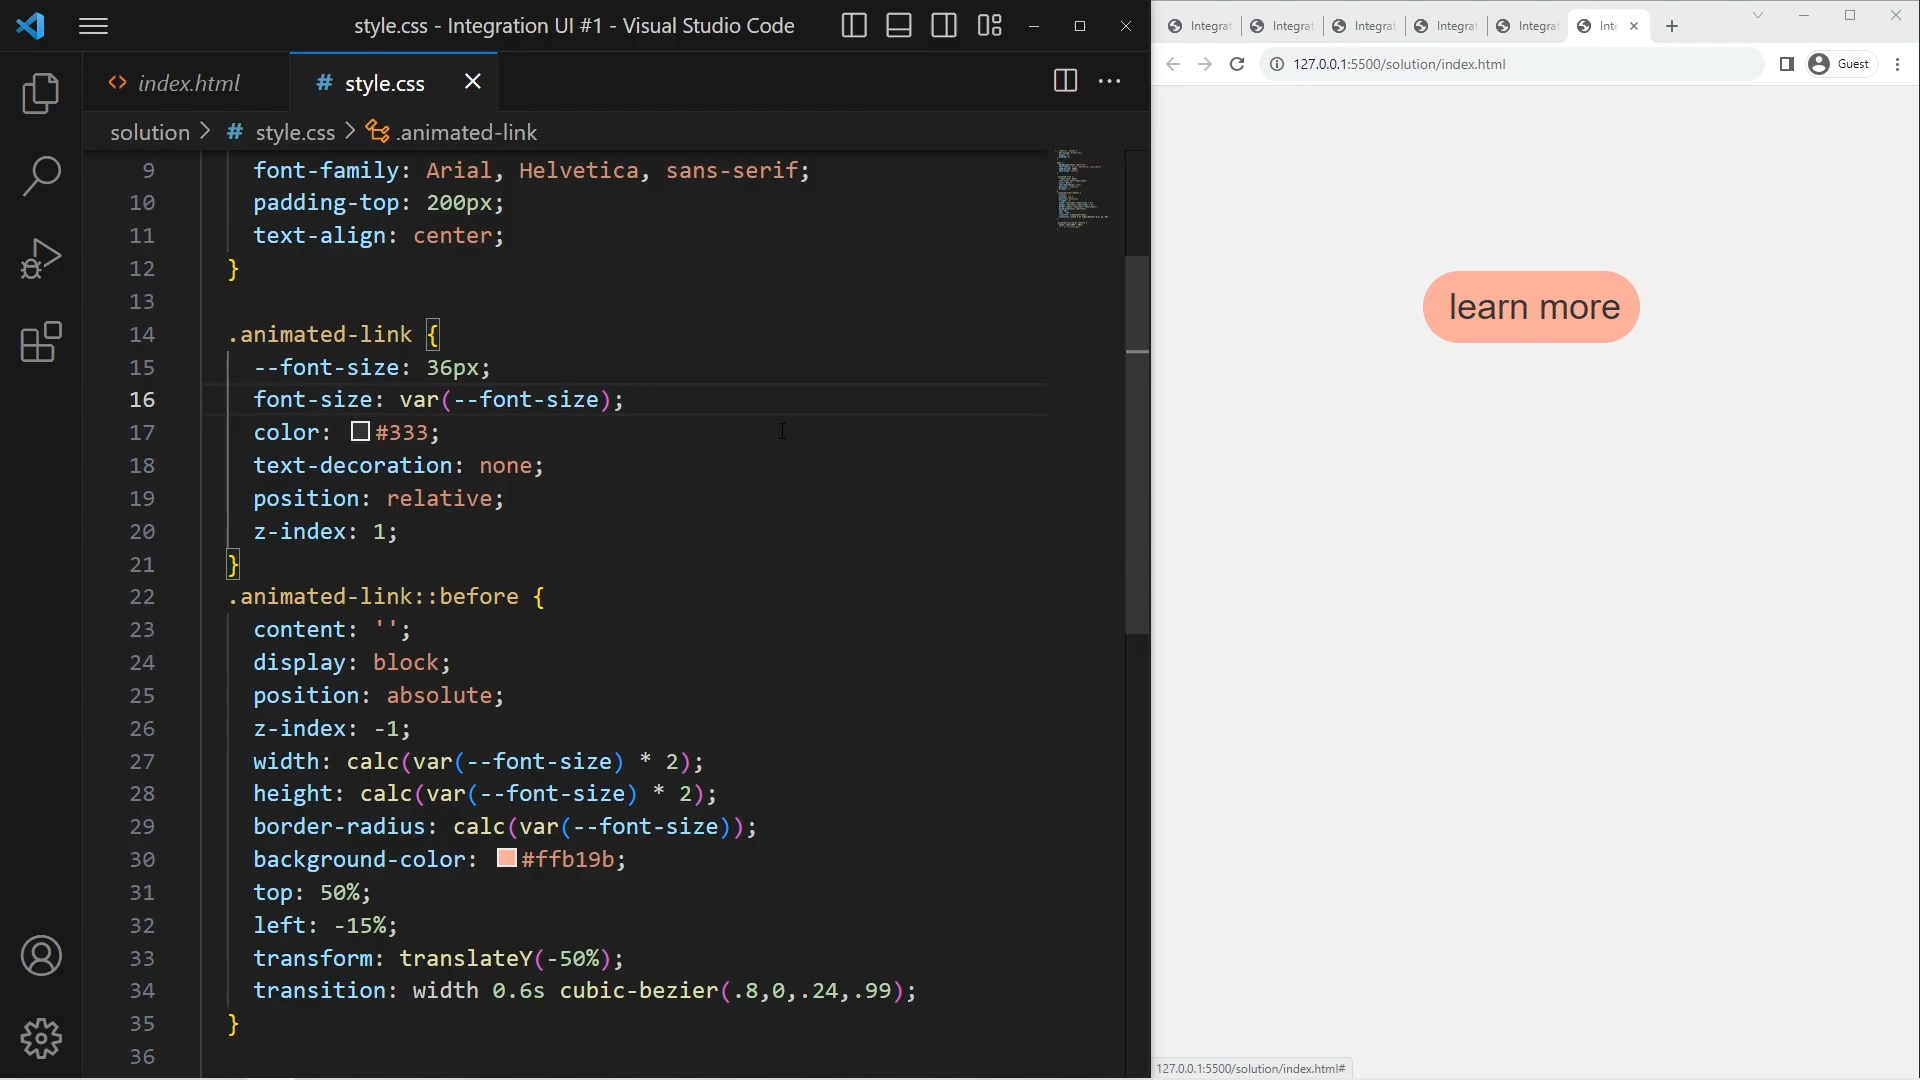 style.css - Integration UI #1 - Visual Studio Code
index.html
# style.css
solution > # style.css > .animated-link
9 font-family: Arial, Helvetica, sans-serif;
10 padding-top: 200px;
11 text-align: center;
12 }
13
14 .animated-link {
15 --font-size: 36px;
16 font-size: var(--font-size);
17 color: #333;
18 text-decoration: none;
19 position: relative;
20 z-index: 1;
21 }
22 .animated-link::before {
23 content: '';
24 display: block;
25 position: absolute;
26 z-index: -1;
27 width: calc(var(--font-size) * 2);
28 height: calc(var(--font-size) * 2);
29 border-radius: calc(var(--font-size));
30 background-color: #ffb19b;
31 top: 50%;
32 left: -15%;
33 transform: translateY(-50%);
34 transition: width 0.6s cubic-bezier(.8,0,.24,.99);
35 }
36
Integrat Integrat Integrat Integrat Integrat Inte
127.0.0.1:5500/solution/index.html
Guest
learn more
127.0.0.1:5500/solution/index.html#